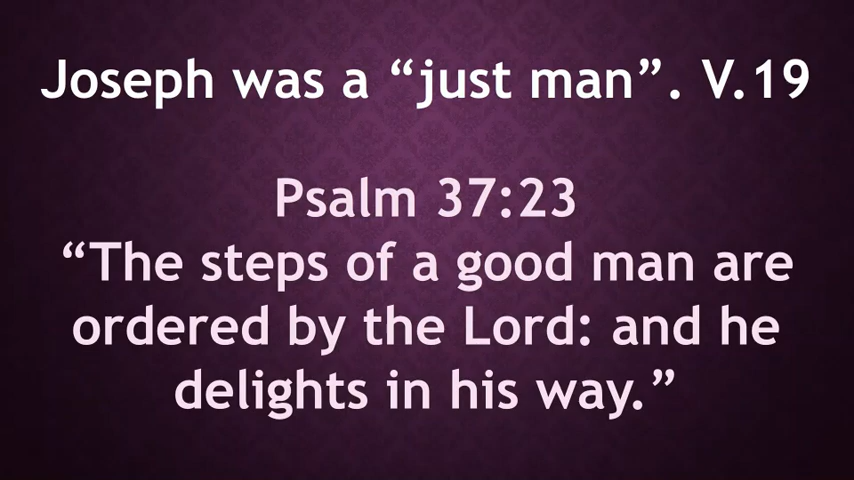 Joseph was a “just man”. V.19
Psalm 37:23
“The steps of a good man are
ordered by the Lord: and he
delights in his way.”